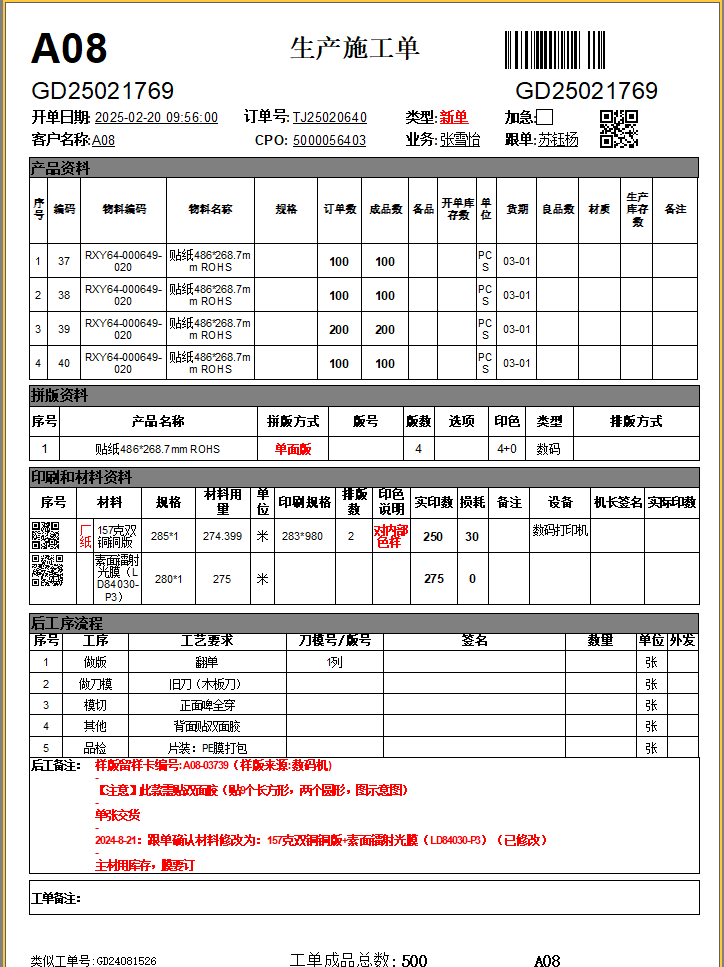 A08
生产施工单
GD25021769
GD25021769
开单日期: 2025-02-20 09:56:00 订单号: TJ25020640 类型: 新单 加急:
客户名称: A08 CPO: 5000056403 业务: 张雪怡 跟单: 苏钰杨
产品资料
序号 编码 物料编码 物料名称 规格 订单数 成品数 备品 开单库存数 单位 货期 良品数 材质 生产库存数 备注
1 37 RXY64-000649-020 贴纸486*268.7mm ROHS 100 100 PCS 03-01
2 38 RXY64-000649-020 贴纸486*268.7mm ROHS 100 100 PCS 03-01
3 39 RXY64-000649-020 贴纸486*268.7mm ROHS 200 200 PCS 03-01
4 40 RXY64-000649-020 贴纸486*268.7mm ROHS 100 100 PCS 03-01
拼版资料
序号 产品名称 拼版方式 版号 版数 选项 印色 类型 排版方式
1 贴纸486*268.7mm ROHS 单面版 4 4+0 数码
印刷和材料资料
序号 材料 规格 材料用量 单位 印刷规格 排版数 印色说明 实印数 损耗 备注 设备 机长签名 实际印数
厂纸 157克双铜铜版 285*1 274.399 米 283*980 2 对内部色样 250 30 数码打印机
素面镭射光膜（LD84030-P3） 280*1 275 米 275 0
后工序流程
序号 工序 工艺要求 刀模号/版号 签名 数量 单位 外发
1 做版 翻单 1列 张
2 做刀模 旧刀（木板刀） 张
3 模切 正面啤全穿 张
4 其他 背面贴双面胶 张
5 品检 片装：PE膜打包 张
后工备注: 样版留样卡编号:A08-03739（样版来源:数码机)
-
【注意】此款需贴双面胶（贴9个长方形，两个圆形，图示意图）
-
单张交货
-
2024-8-21：跟单确认材料修改为：157克双铜铜版+素面镭射光膜（LD84030-P3）（已修改）
-
主材用库存，膜要订
工单备注:
类似工单号:GD24081526 工单成品总数: 500 A08